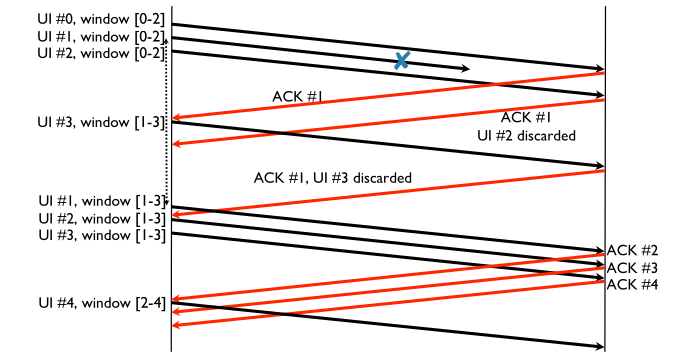 UI #0, window [0-2]
UI #1, window [0-2]
UI #2, window [0-2]
ACK #1
ACK #1
UI #2 discarded
UI #3, window [1-3]
ACK #1, UI #3 discarded
UI #1, window [1-3]
UI #2, window [1-3]
UI #3, window [1-3]
ACK #2
ACK #3
ACK #4
UI #4, window [2-4]